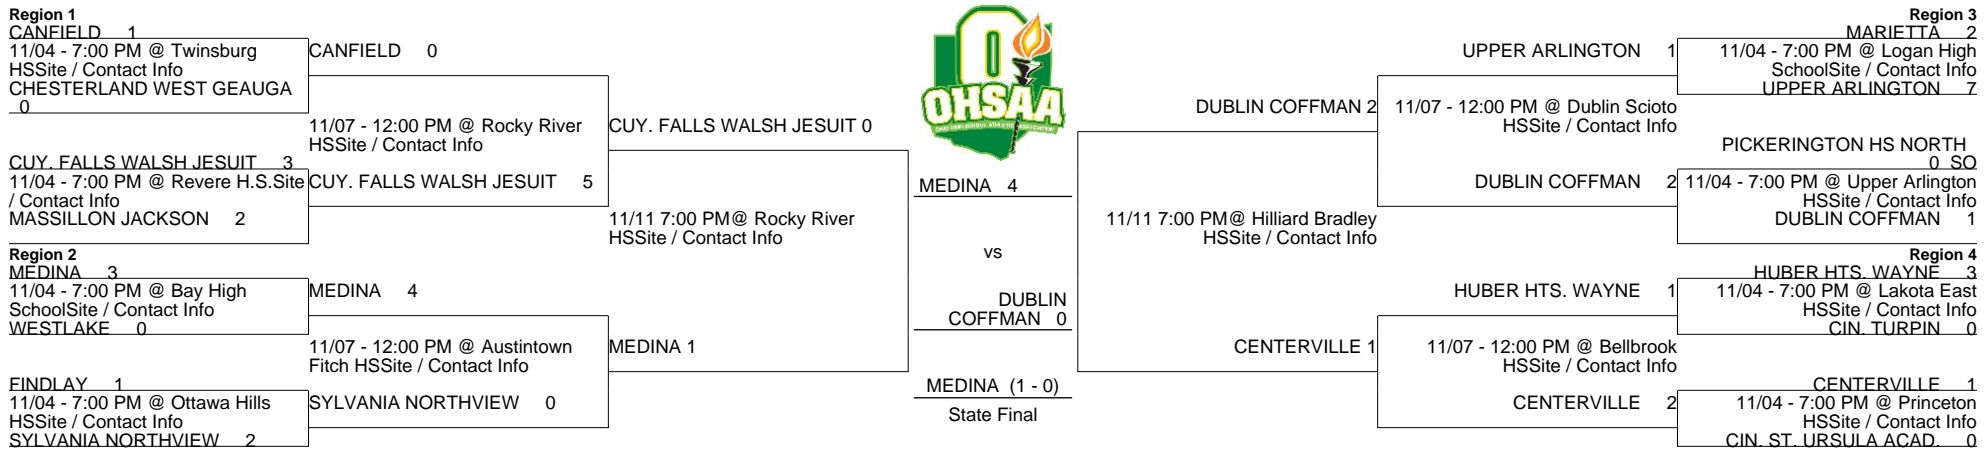 Region 1
CANFIELD 1
11/04 - 7:00 PM @ Twinsburg
HSSite / Contact Info
CHESTERLAND WEST GEAUGA
0
CUY. FALLS WALSH JESUIT 3
11/04 - 7:00 PM @ Revere H.S.Site
/ Contact Info
MASSILLON JACKSON 2
Region 2
MEDINA 3
11/04 - 7:00 PM @ Bay High
SchoolSite / Contact Info
WESTLAKE 0
FINDLAY 1
11/04 - 7:00 PM @ Ottawa Hills
HSSite / Contact Info
SYLVANIA NORTHVIEW 2
CANFIELD 0
11/07 - 12:00 PM @ Rocky River
HSSite / Contact Info
CUY. FALLS WALSH JESUIT 5
MEDINA 4
11/07 - 12:00 PM @ Austintown
Fitch HSSite / Contact Info
SYLVANIA NORTHVIEW 0
CUY. FALLS WALSH JESUIT 0
11/11 7:00 PM@ Rocky River
HSSite / Contact Info
MEDINA 1
OHSAA
MEDINA 4
vs
DUBLIN
COFFMAN 0
MEDINA (1 - 0)
State Final
DUBLIN COFFMAN 2
11/11 7:00 PM@ Hilliard Bradley
HSSite / Contact Info
CENTERVILLE 1
UPPER ARLINGTON 1
11/07 - 12:00 PM @ Dublin Scioto
HSSite / Contact Info
DUBLIN COFFMAN 2
HUBER HTS. WAYNE 1
11/07 - 12:00 PM @ Bellbrook
HSSite / Contact Info
CENTERVILLE 2
Region 3
MARIETTA 2
11/04 - 7:00 PM @ Logan High
SchoolSite / Contact Info
UPPER ARLINGTON 7
PICKERINGTON HS NORTH
0 SO
11/04 - 7:00 PM @ Upper Arlington
HSSite / Contact Info
DUBLIN COFFMAN 1
Region 4
HUBER HTS. WAYNE 3
11/04 - 7:00 PM @ Lakota East
HSSite / Contact Info
CIN. TURPIN 0
CENTERVILLE 1
11/04 - 7:00 PM @ Princeton
HSSite / Contact Info
CIN. ST. URSULA ACAD. 0